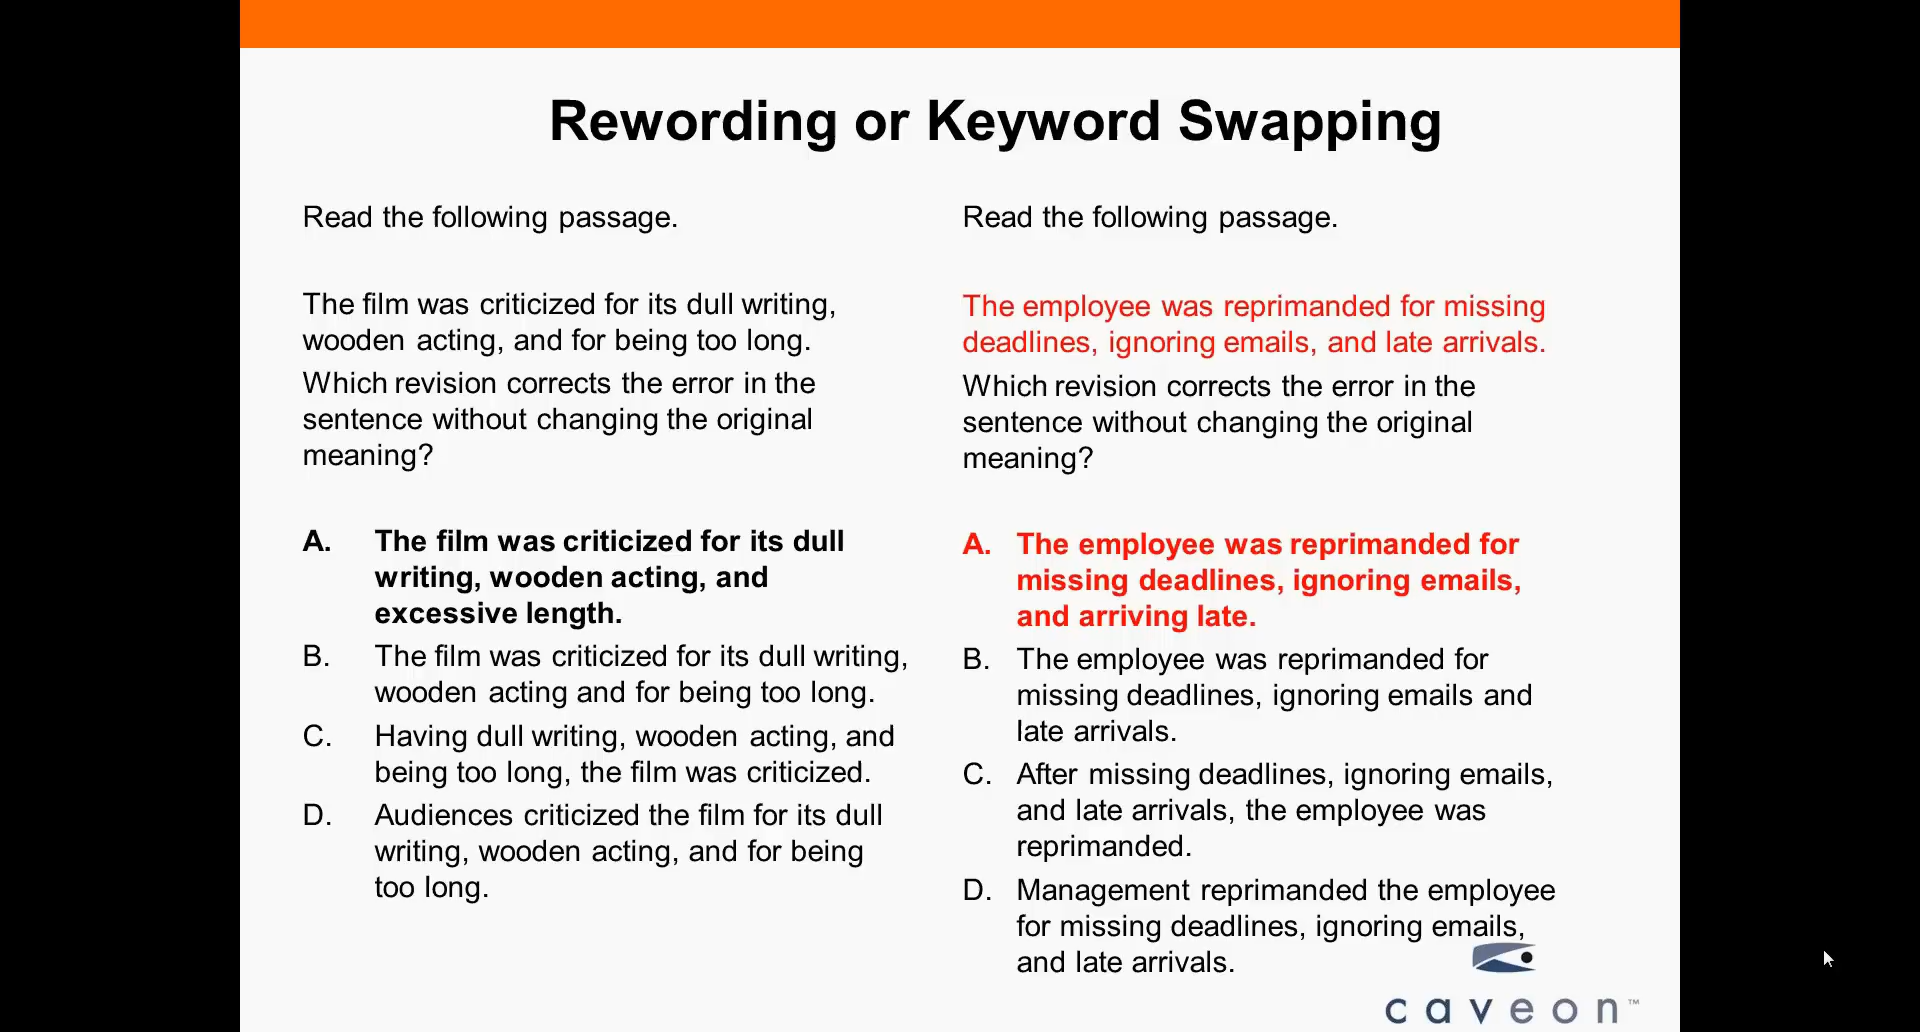 Rewording or Keyword Swapping
Read the following passage.
The film was criticized for its dull writing,
wooden acting, and for being too long.
Which revision corrects the error in the
sentence without changing the original
meaning?
A. The film was criticized for its dull
writing, wooden acting, and
excessive length.
B. The film was criticized for its dull writing,
wooden acting and for being too long.
C. Having dull writing, wooden acting, and
being too long, the film was criticized.
D. Audiences criticized the film for its dull
writing, wooden acting, and for being
too long.
Read the following passage.
The employee was reprimanded for missing
deadlines, ignoring emails, and late arrivals.
Which revision corrects the error in the
sentence without changing the original
meaning?
A. The employee was reprimanded for
missing deadlines, ignoring emails,
and arriving late.
B. The employee was reprimanded for
missing deadlines, ignoring emails and
late arrivals.
C. After missing deadlines, ignoring emails,
and late arrivals, the employee was
reprimanded.
D. Management reprimanded the employee
for missing deadlines, ignoring emails,
and late arrivals.
caveon™